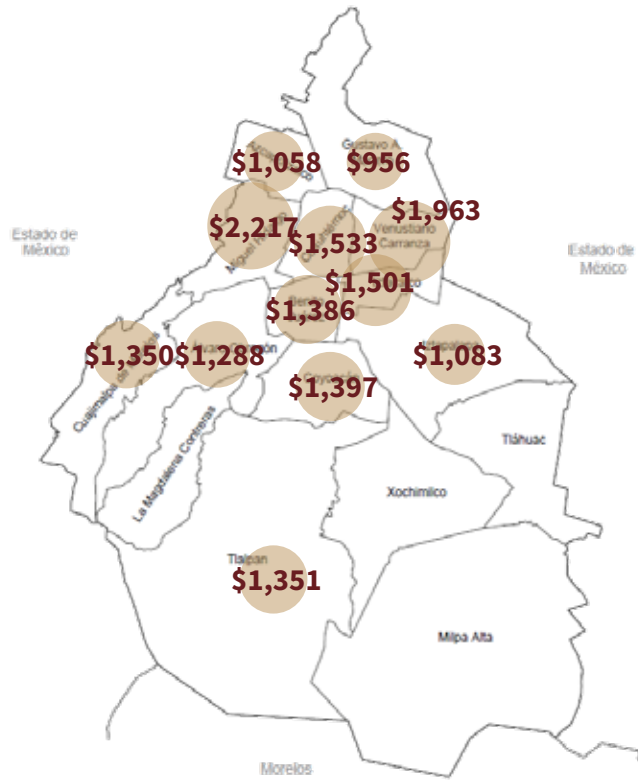 Gustavo A.
$1,058
$956
$2,217
$1,533
$1,963
Venustiano
Carranza
Estado de
México
Estado de
México
$1,501
$1,386
$1,350
$1,288
$1,397
$1,083
La Magdalena Contreras
Tláhuac
Xochimilco
Tlalpan
$1,351
Milpa Alta
Morelos